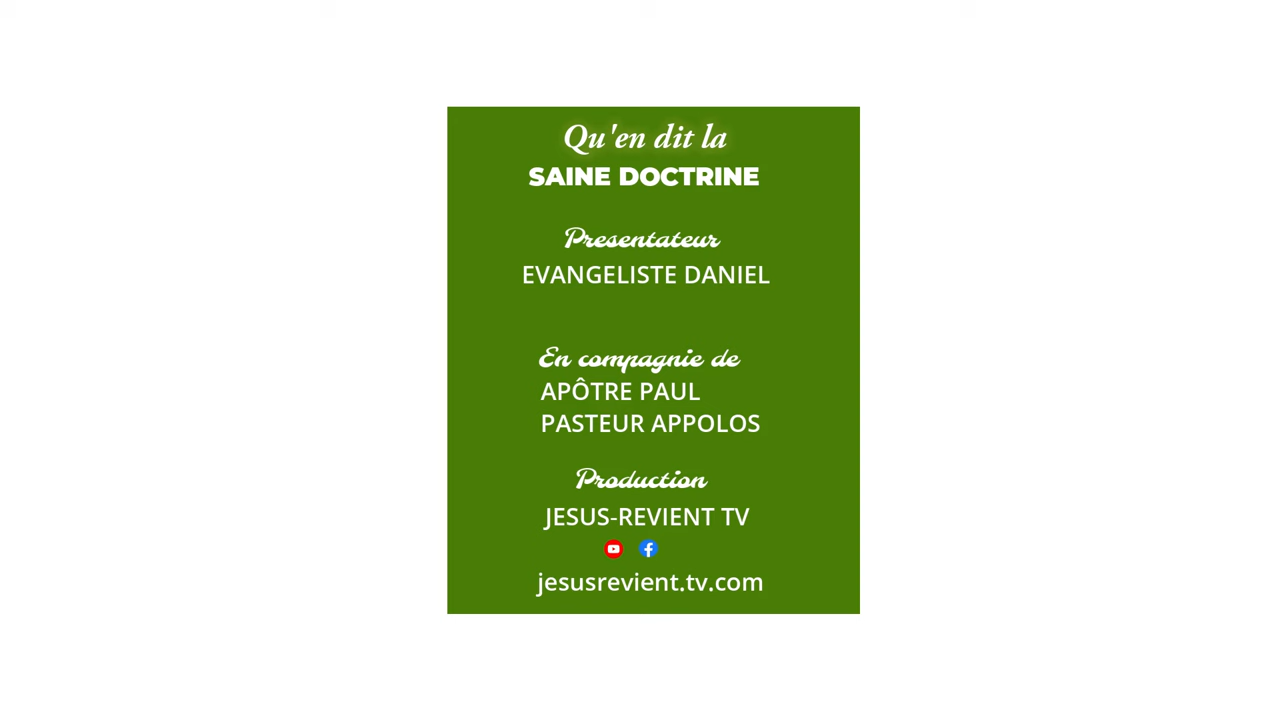 Qu'en dit la
SAINE DOCTRINE
Presentateur
EVANGELISTE DANIEL
En compagnie de
APÔTRE PAUL
PASTEUR APPOLOS
Production
JESUS-REVIENT TV
jesusrevient.tv.com